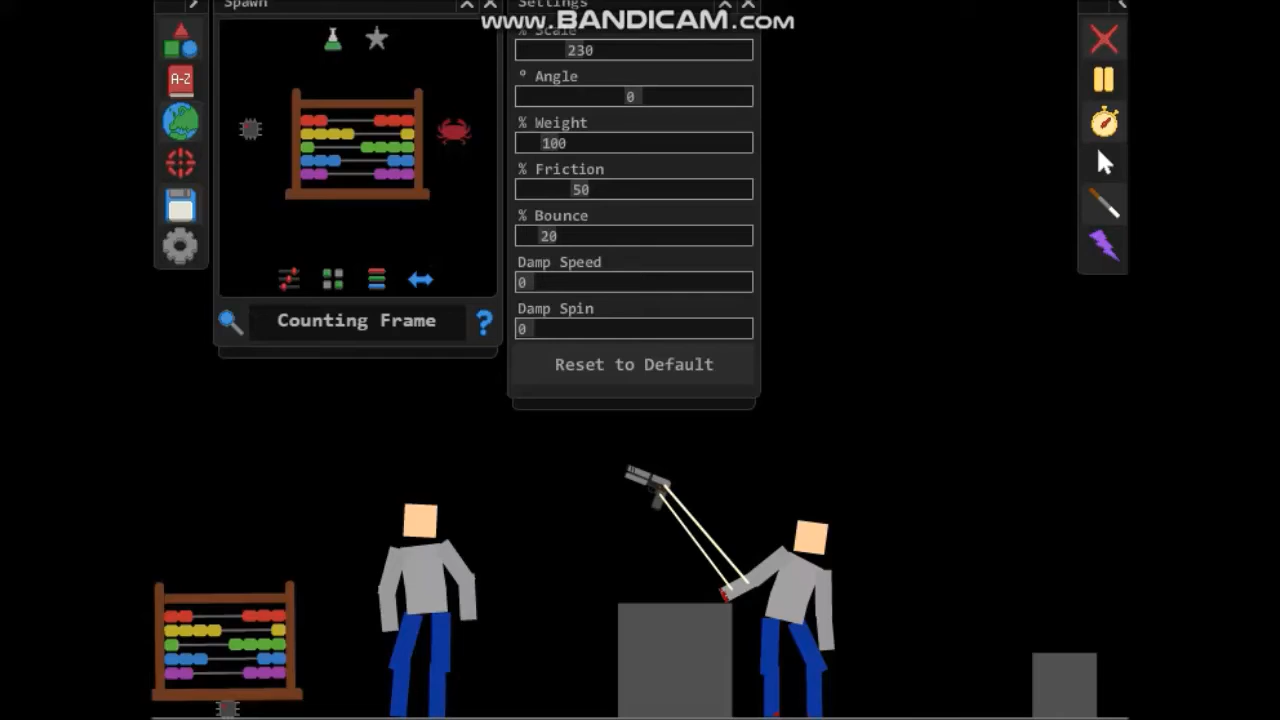 Spawn
Settings
www.BANDICAM.com
% Scale
230
° Angle
0
% Weight
100
% Friction
50
% Bounce
20
Damp Speed
0
Damp Spin
0
Reset to Default
A-Z
Counting Frame
?